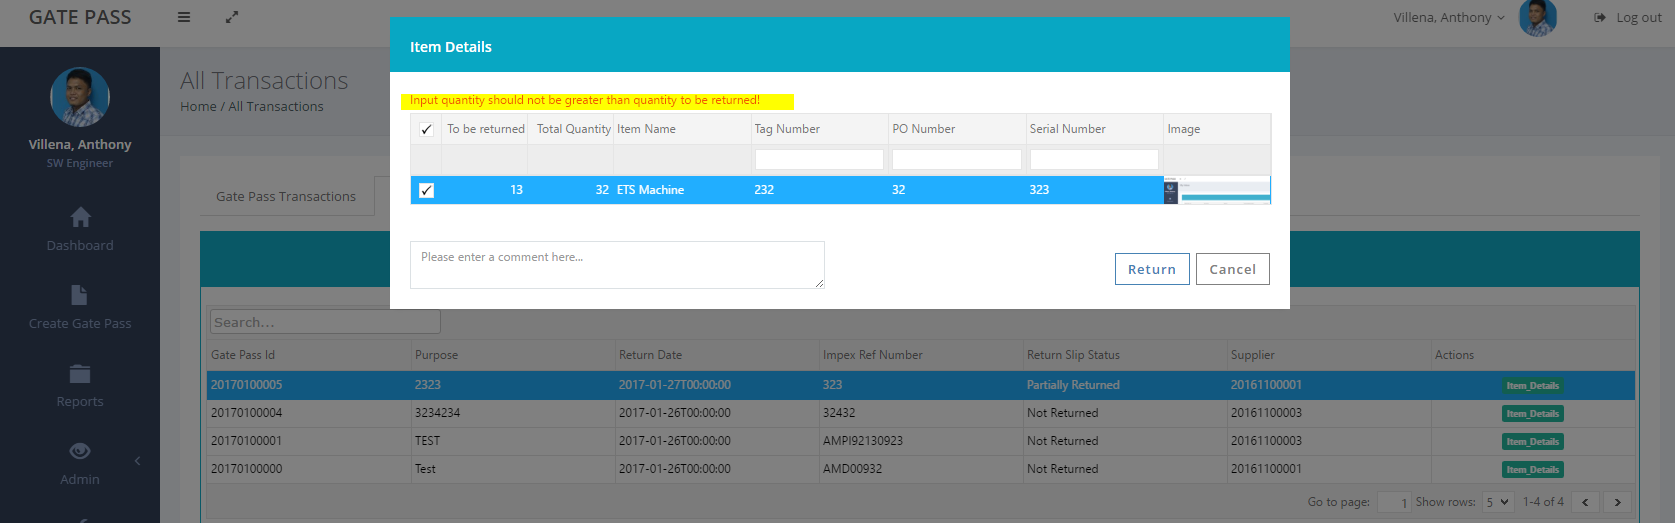 GATE PASS
Villena, Anthony
Log out
Villena, Anthony
SW Engineer
Dashboard
Create Gate Pass
Reports
Admin
All Transactions
Home / All Transactions
Gate Pass Transactions
Item Details
Input quantity should not be greater than quantity to be returned!
To be returned Total Quantity Item Name Tag Number PO Number Serial Number Image
13 32 ETS Machine 232 32 323
Please enter a comment here...
Return Cancel
Search...
Gate Pass Id Purpose Return Date Impex Ref Number Return Slip Status Supplier Actions
20170100005 2323 2017-01-27T00:00:00 323 Partially Returned 20161100001 Item_Details
20170100004 3234234 2017-01-26T00:00:00 32432 Not Returned 20161100003 Item_Details
20170100001 TEST 2017-01-26T00:00:00 AMPI92130923 Not Returned 20161100003 Item_Details
20170100000 Test 2017-01-26T00:00:00 AMD00932 Not Returned 20161100001 Item_Details
Go to page: 1 Show rows: 5 1-4 of 4